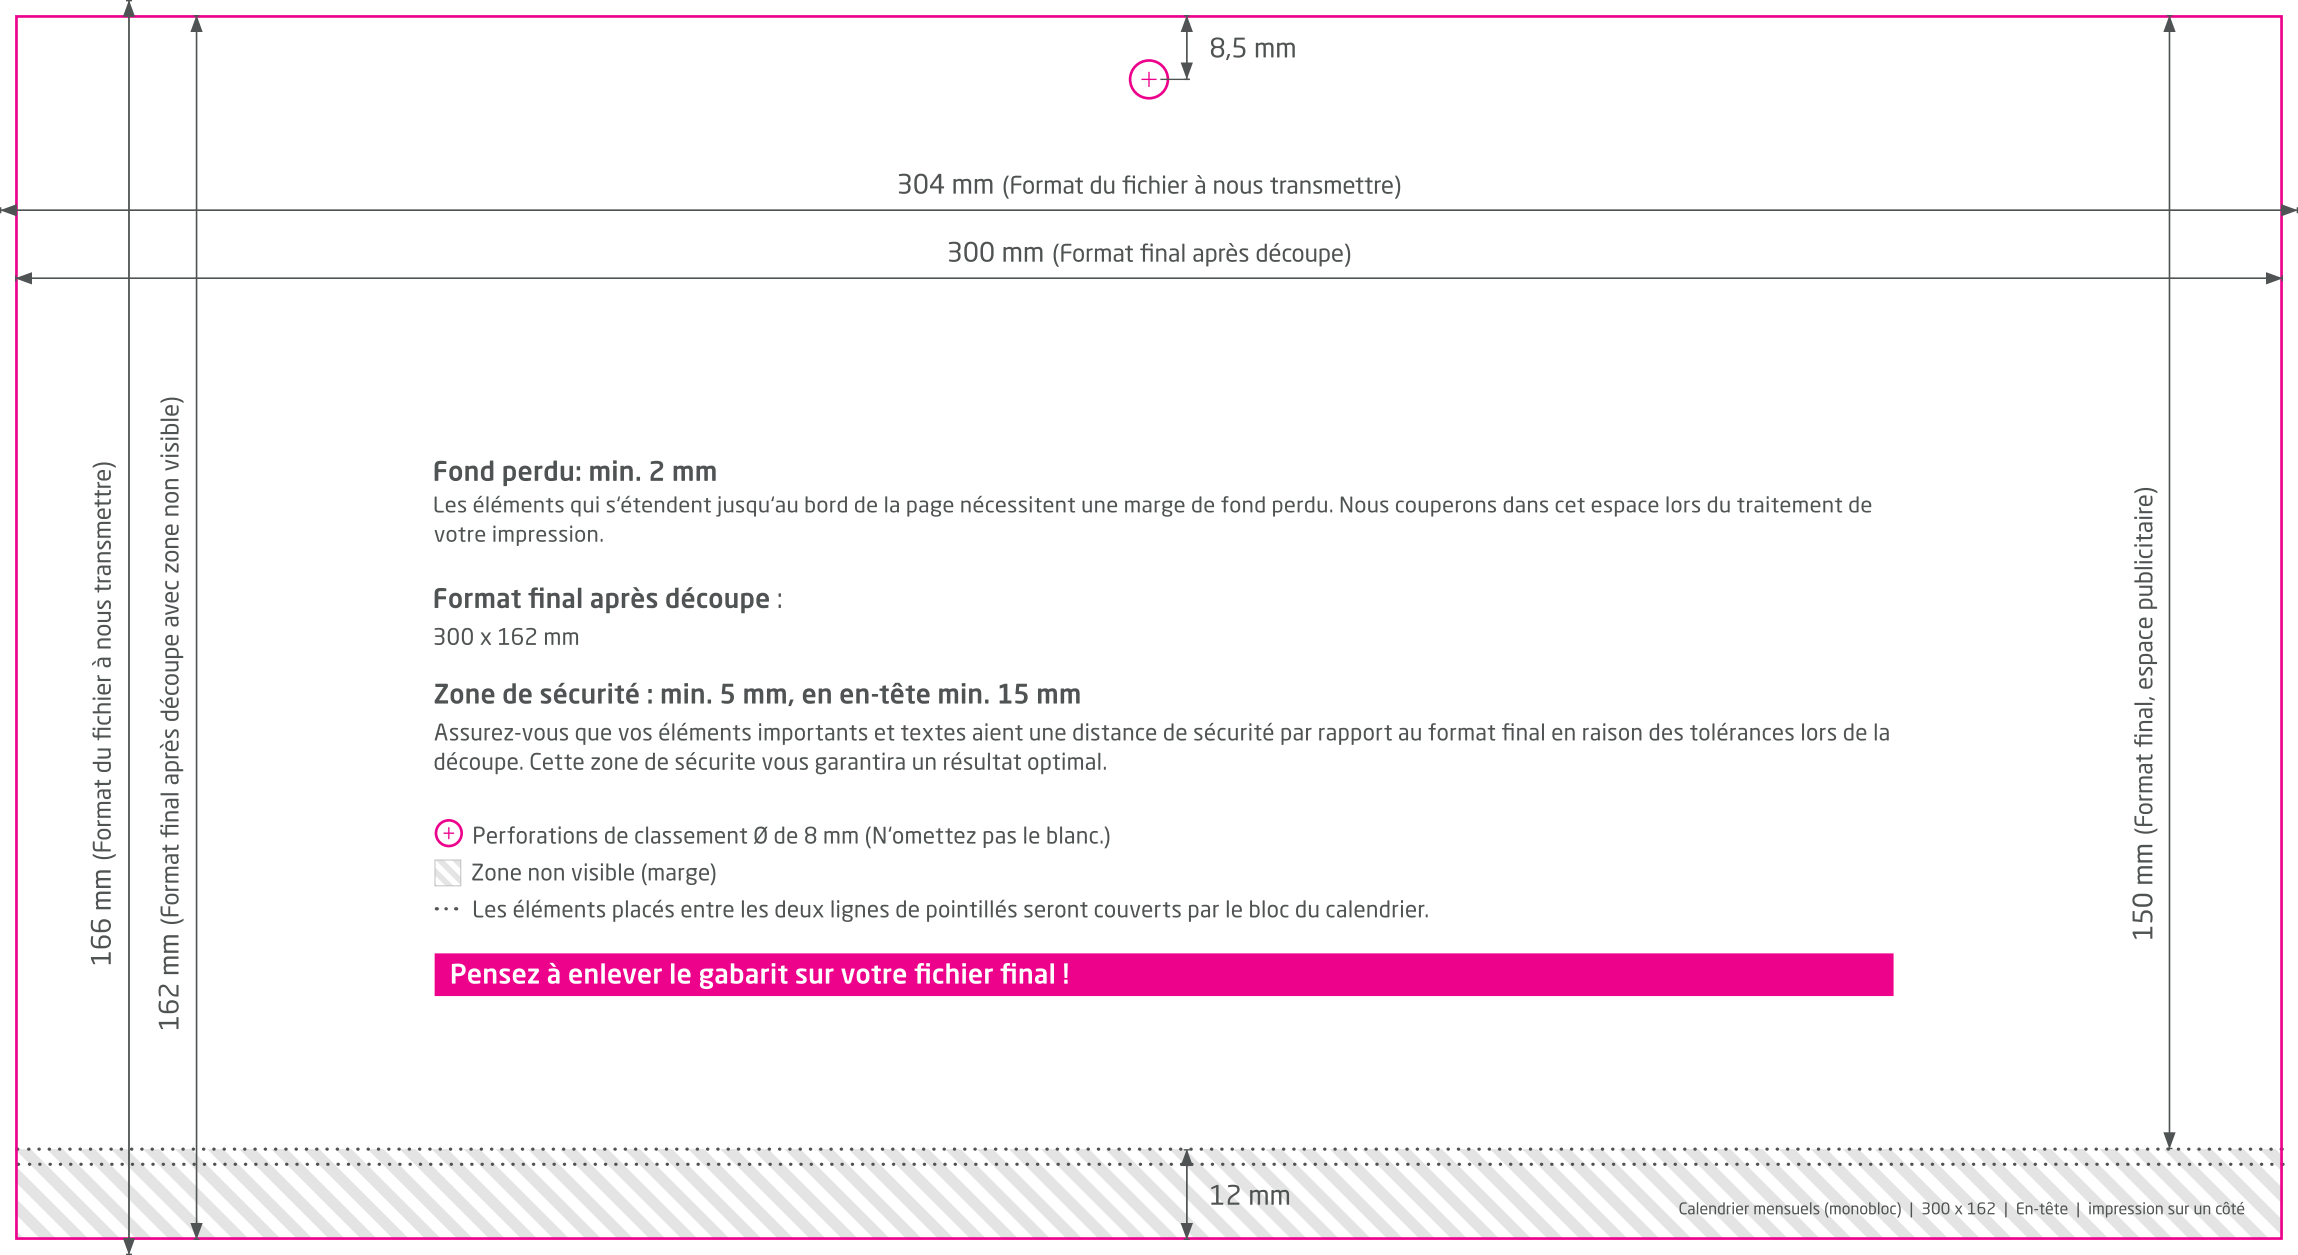 8,5 mm
304 mm (Format du fichier à nous transmettre)
300 mm (Format final après découpe)
166 mm (Format du fichier à nous transmettre)
162 mm (Format final après découpe avec zone non visible)
Fond perdu: min. 2 mm
Les éléments qui s‘étendent jusqu‘au bord de la page nécessitent une marge de fond perdu. Nous couperons dans cet espace lors du traitement de
votre impression.
Format final après découpe :
300 x 162 mm
Zone de sécurité : min. 5 mm, en en-tête min. 15 mm
Assurez-vous que vos éléments importants et textes aient une distance de sécurité par rapport au format final en raison des tolérances lors de la
découpe. Cette zone de sécurite vous garantira un résultat optimal.
Perforations de classement Ø de 8 mm (N‘omettez pas le blanc.)
Zone non visible (marge)
Les éléments placés entre les deux lignes de pointillés seront couverts par le bloc du calendrier.
Pensez à enlever le gabarit sur votre fichier final !
150 mm (Format final, espace publicitaire)
12 mm
Calendrier mensuels (monobloc) | 300 x 162 | En-tête | impression sur un côté